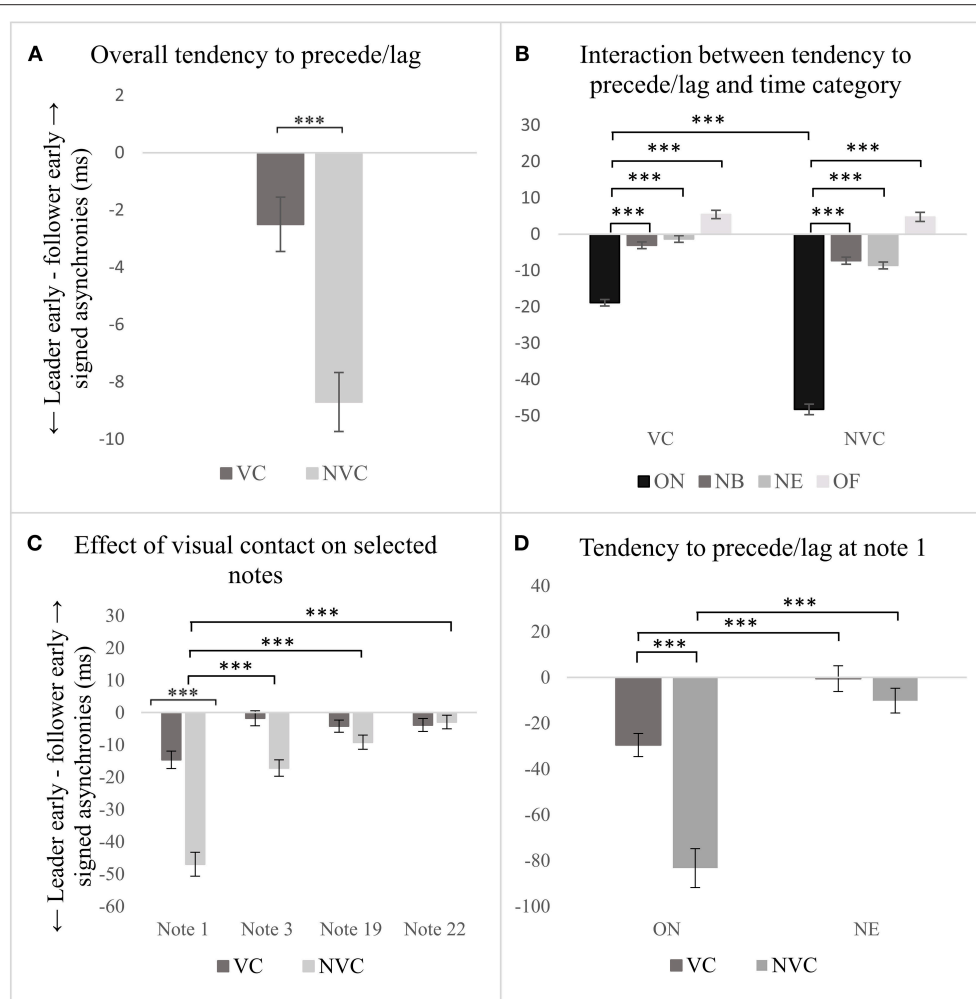 A Overall tendency to precede/lag
← Leader early - follower early →
signed asynchronies (ms)
2
0
-2
-4
-6
-8
-10
***
VC NVC
B Interaction between tendency to
precede/lag and time category
30
20
10
0
-10
-20
-30
-40
-50
***
*** ***
*** ***
*** ***
VC NVC
ON NB NE OF
C Effect of visual contact on selected
notes
← Leader early - follower early →
signed asynchronies (ms)
30
20
10
0
-10
-20
-30
-40
-50
-60
***
***
***
***
Note 1 Note 3 Note 19 Note 22
VC NVC
D Tendency to precede/lag at note 1
40
20
0
-20
-40
-60
-80
-100
***
***
***
ON NE
VC NVC